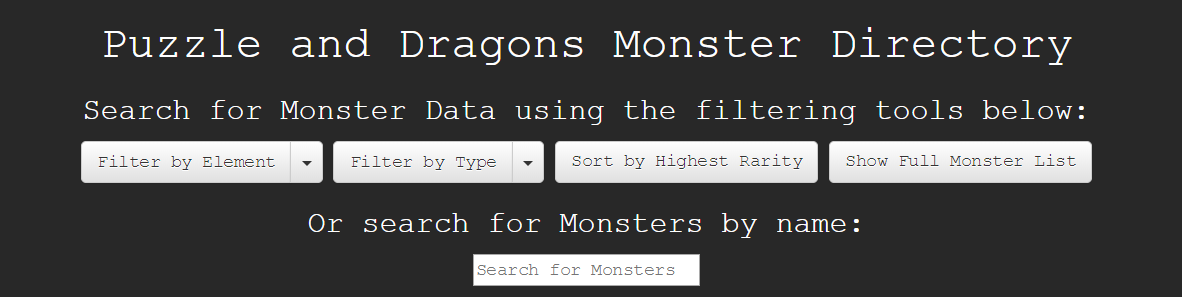 Puzzle and Dragons Monster Directory
Search for Monster Data using the filtering tools below:
Filter by Element Filter by Type Sort by Highest Rarity Show Full Monster List
Or search for Monsters by name:
Search for Monsters